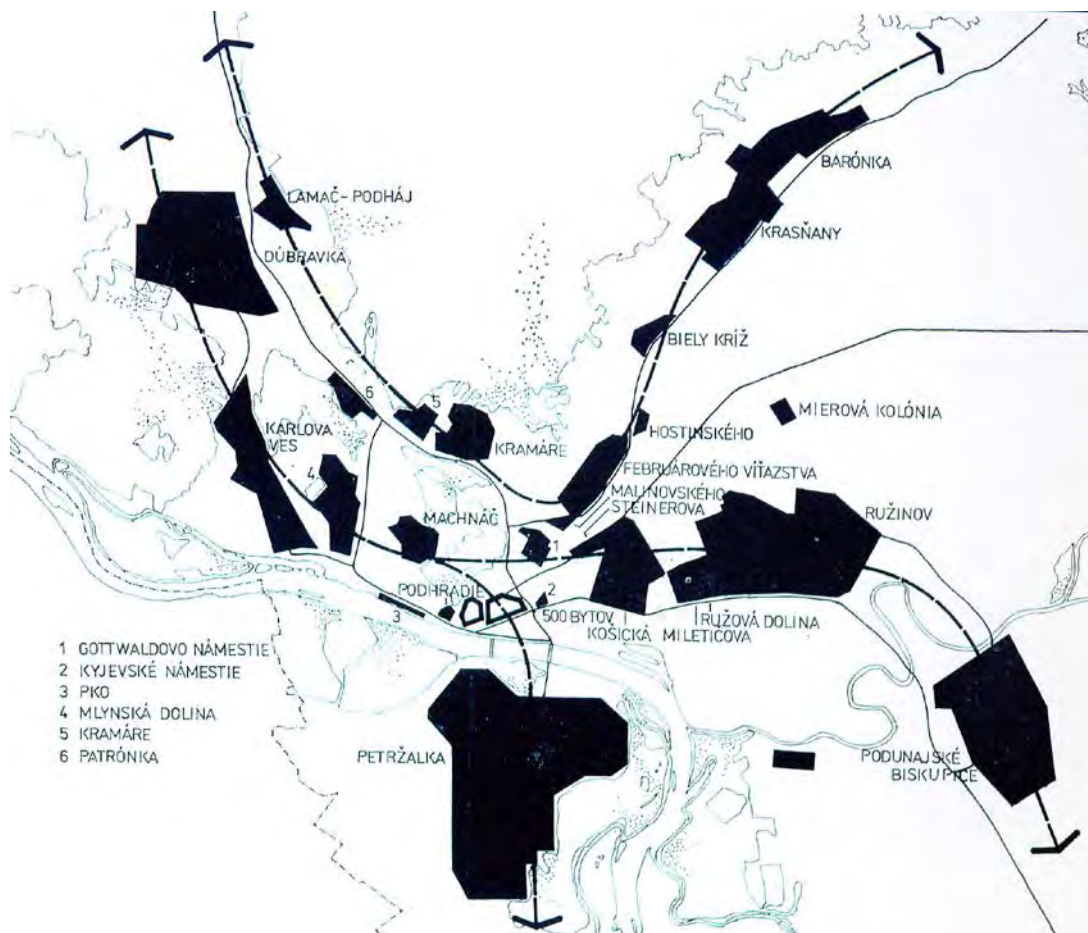 LAMAČ-PODHÁJ
DÚBRAVKA
BARÓNKA
KRASŇANY
BIELY KRÍŽ
MIEROVÁ KOLÓNIA
HOSTINSKÉHO
6
5
KRAMÁRE
KARLOVA
VES
4
FEBRUÁROVÉHO VÍŤAZSTVA
MALINOVSKÉHO
STEINEROVA
RUŽINOV
MACHNÁČ
1
PODHRADIE
2
3
500 BYTOV
KOŠICKÁ
MILETIČOVA
RUŽOVÁ DOLINA
1 GOTTWALDOVO NÁMESTIE
2 KYJEVSKÉ NÁMESTIE
3 PKO
4 MLYNSKÁ DOLINA
5 KRAMÁRE
6 PATRÓNKA
PETRŽALKA
PODUNAJSKÉ
BISKUPICE